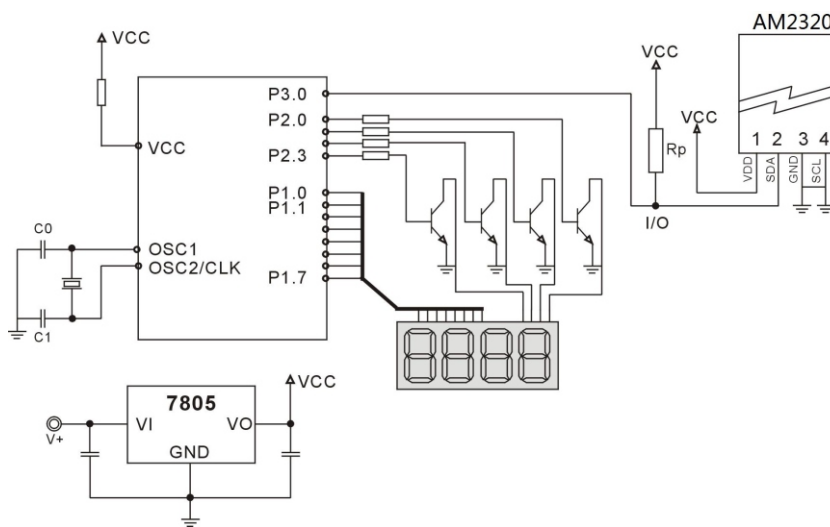 AM2320
VCC
VCC
VCC
P3.0
P2.0
VCC
P2.3
Rp
1 2 3 4
VDD
SDA
GND
SCL
P1.0
P1.1
I/O
C0
OSC1
OSC2/CLK
P1.7
C1
7805
VCC
VI
VO
V+
GND
8888